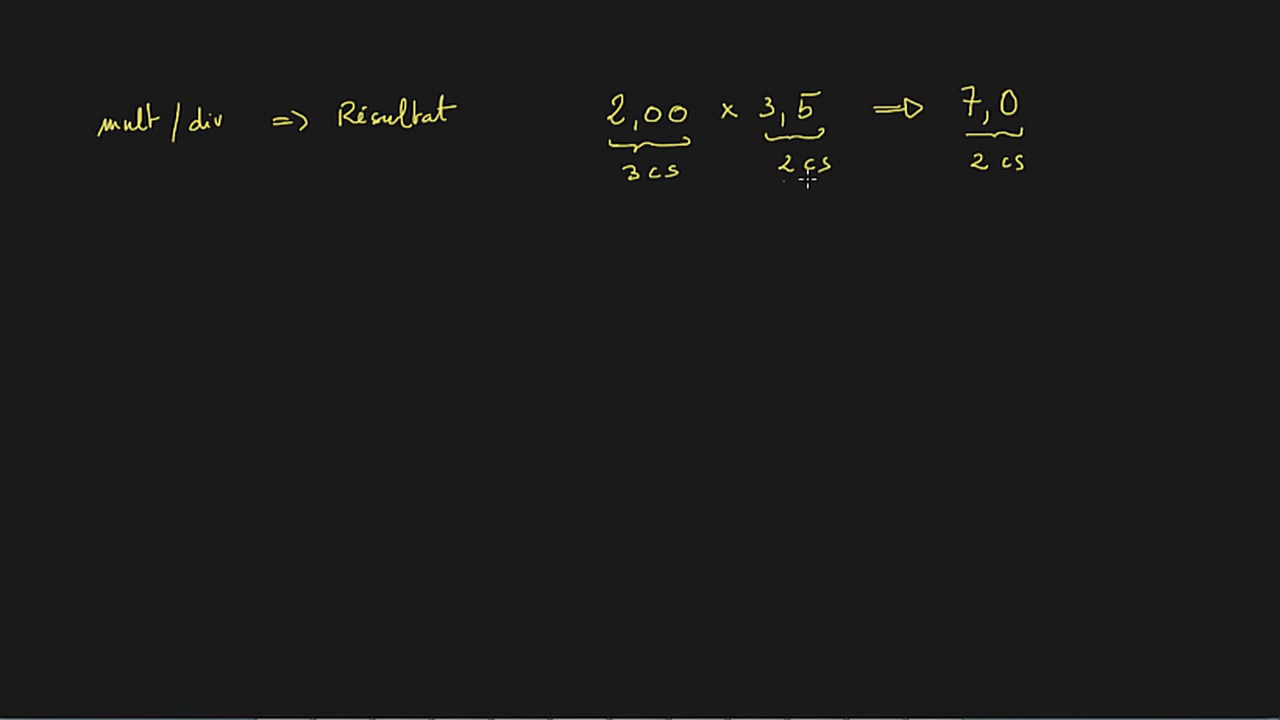 mult / div => Résultat 2,00 x 3,5 => 7,0
3 cs 2 cs 2 cs